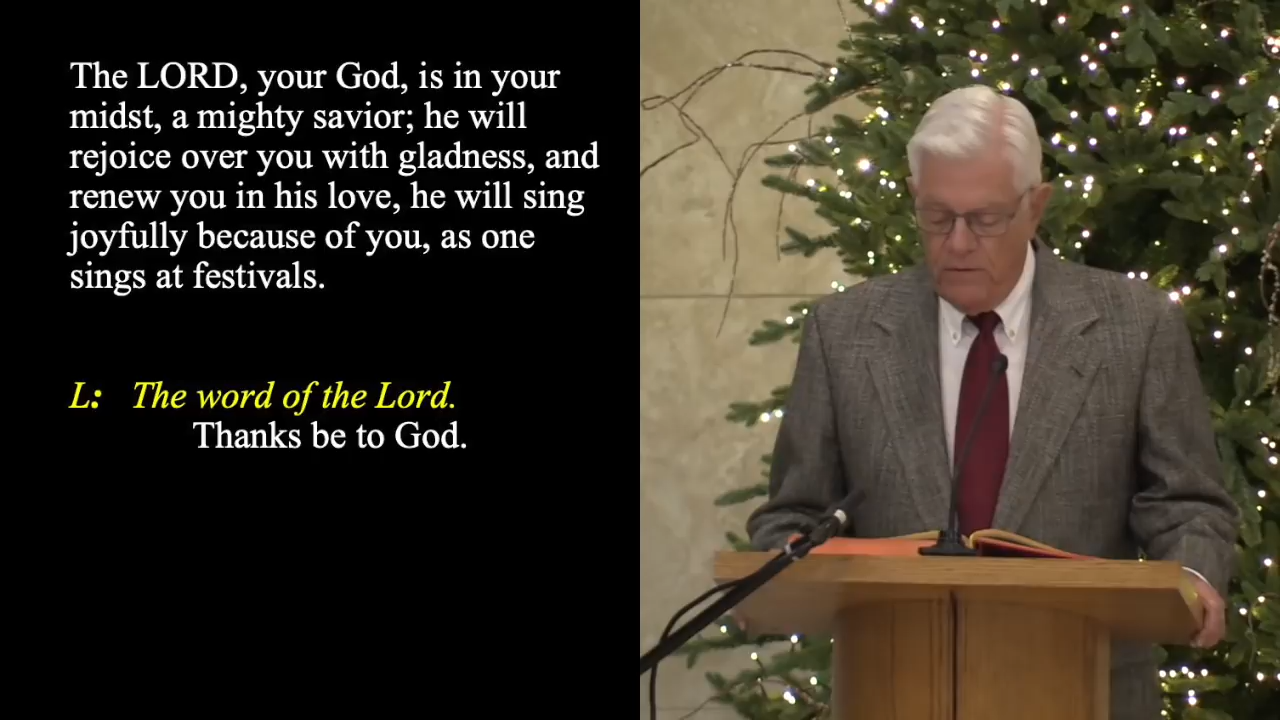 The LORD, your God, is in your
midst, a mighty savior; he will
rejoice over you with gladness, and
renew you in his love, he will sing
joyfully because of you, as one
sings at festivals.
L: The word of the Lord.
Thanks be to God.